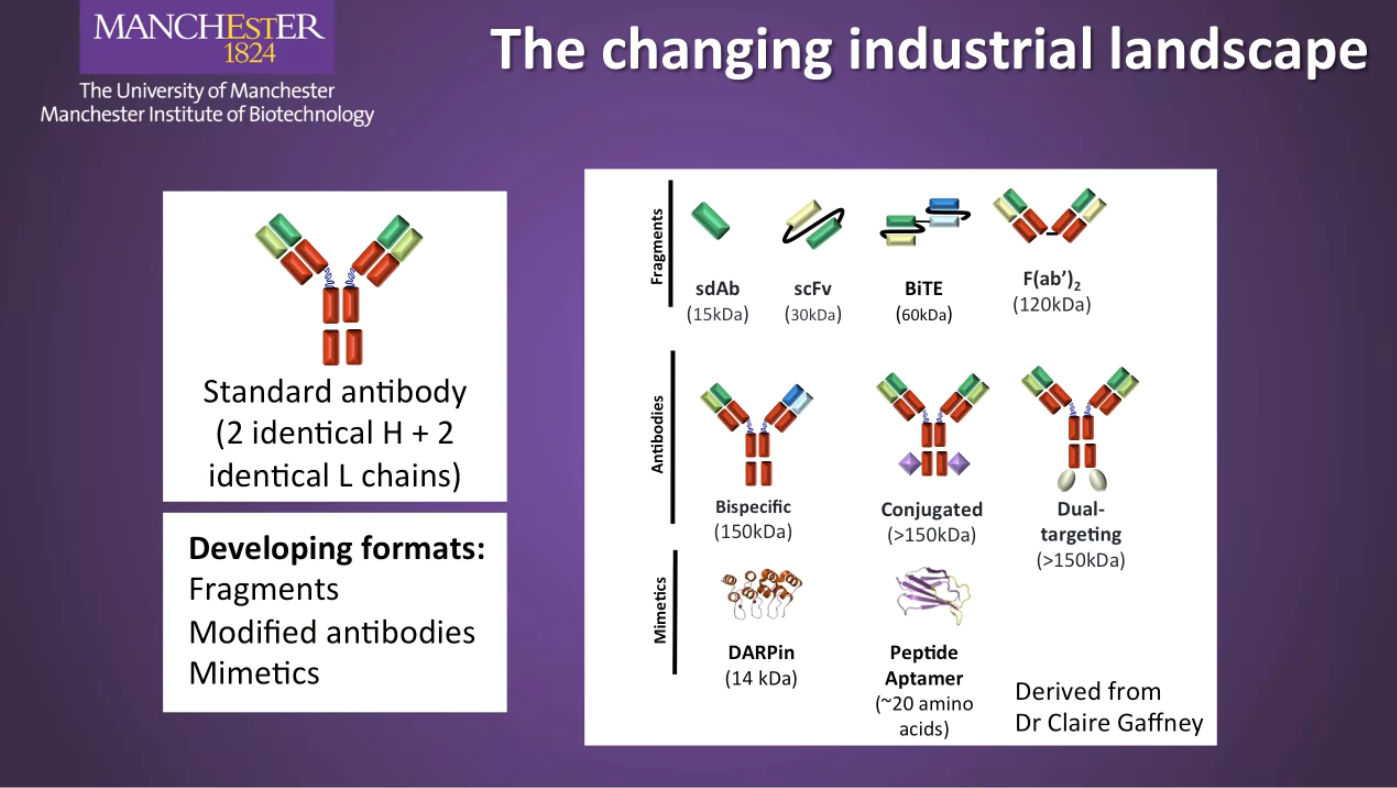 MANCHESTER
1824
The University of Manchester
Manchester Institute of Biotechnology
The changing industrial landscape
Standard antibody
(2 identical H + 2
identical L chains)
Developing formats:
Fragments
Modified antibodies
Mimetics
Fragments
sdAb
(15kDa)
scFv
(30kDa)
BiTE
(60kDa)
F(ab’)₂
(120kDa)
Antibodies
Bispecific
(150kDa)
Conjugated
(>150kDa)
Dual-
targeting
(>150kDa)
Mimetics
DARPin
(14 kDa)
Peptide
Aptamer
(~20 amino
acids)
Derived from
Dr Claire Gaffney